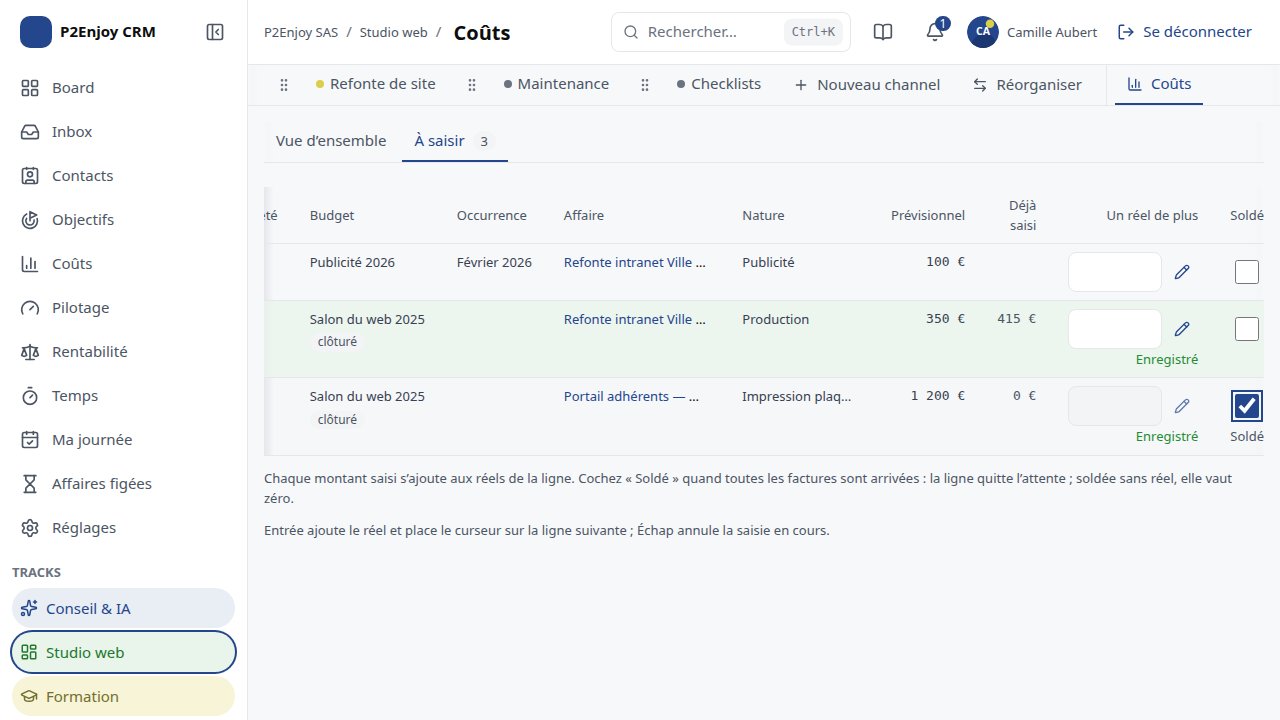 P2Enjoy CRM
P2Enjoy SAS / Studio web / Coûts
Rechercher... Ctrl+K
1
CA Camille Aubert
Se déconnecter
Board
Inbox
Contacts
Objectifs
Coûts
Pilotage
Rentabilité
Temps
Ma journée
Affaires figées
Réglages
TRACKS
Conseil & IA
Studio web
Formation
Refonte de site
Maintenance
Checklists
Nouveau channel
Réorganiser
Coûts
Vue d’ensemble
À saisir 3
été Budget Occurrence Affaire Nature Prévisionnel Déjà saisi Un réel de plus Soldé
Publicité 2026 Février 2026 Refonte intranet Ville ... Publicité 100 €
Salon du web 2025 Refonte intranet Ville ... Production 350 € 415 €
clôturé
Enregistré
Salon du web 2025 Portail adhérents — ... Impression plaq... 1 200 € 0 €
clôturé
Enregistré Soldé
Chaque montant saisi s’ajoute aux réels de la ligne. Cochez « Soldé » quand toutes les factures sont arrivées : la ligne quitte l’attente ; soldée sans réel, elle vaut
zéro.
Entrée ajoute le réel et place le curseur sur la ligne suivante ; Échap annule la saisie en cours.